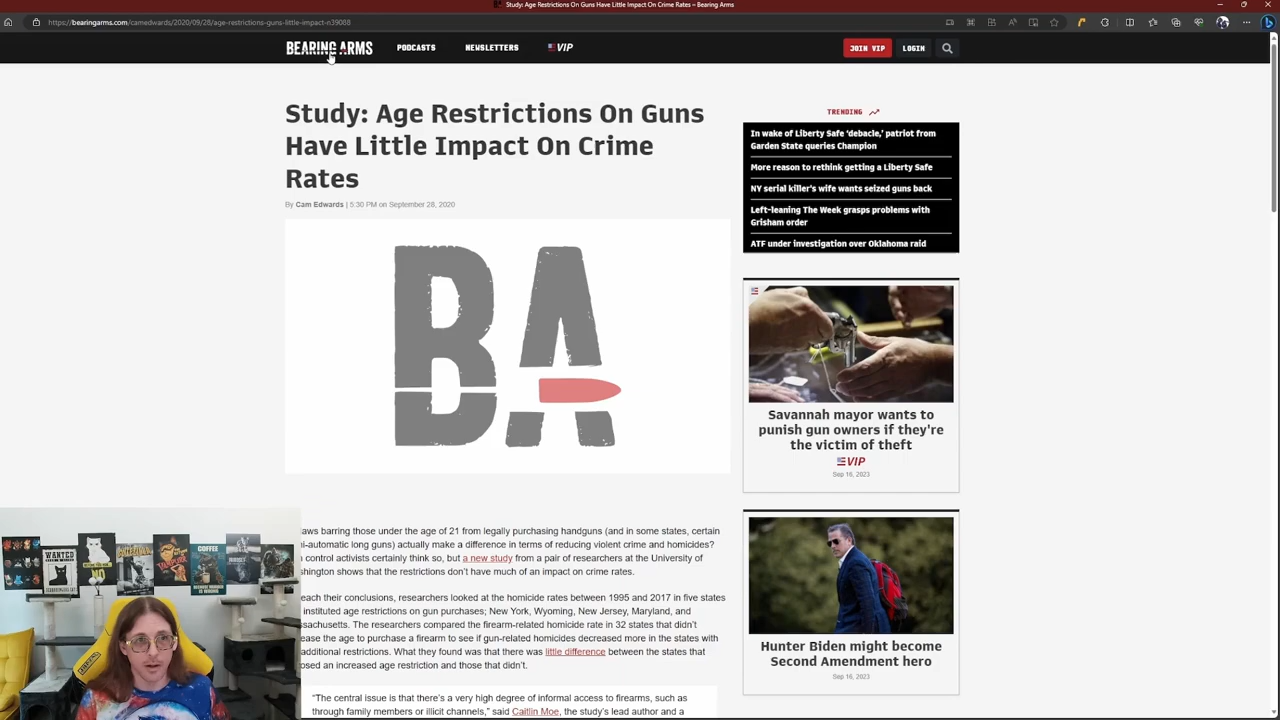 Study: Age Restrictions On Guns Have Little Impact On Crime Rates – Bearing Arms
https://bearingarms.com/camedwards/2020/09/28/age-restrictions-guns-little-impact-n39088
BEARING ARMS
PODCASTS
NEWSLETTERS
VIP
JOIN VIP
LOGIN
Study: Age Restrictions On Guns
Have Little Impact On Crime
Rates
By Cam Edwards | 5:30 PM on September 28, 2020
BA
aws barring those under the age of 21 from legally purchasing handguns (and in some states, certain
i-automatic long guns) actually make a difference in terms of reducing violent crime and homicides?
control activists certainly think so, but a new study from a pair of researchers at the University of
hington shows that the restrictions don't have much of an impact on crime rates.
each their conclusions, researchers looked at the homicide rates between 1995 and 2017 in five states
instituted age restrictions on gun purchases; New York, Wyoming, New Jersey, Maryland, and
sachusetts. The researchers compared the firearm-related homicide rate in 32 states that didn't
ease the age to purchase a firearm to see if gun-related homicides decreased more in the states with
additional restrictions. What they found was that there was little difference between the states that
osed an increased age restriction and those that didn't.
"The central issue is that there's a very high degree of informal access to firearms, such as
through family members or illicit channels," said Caitlin Moe, the study's lead author and a
TRENDING
In wake of Liberty Safe 'debacle,' patriot from
Garden State queries Champion
More reason to rethink getting a Liberty Safe
NY serial killer's wife wants seized guns back
Left-leaning The Week grasps problems with
Grisham order
ATF under investigation over Oklahoma raid
Savannah mayor wants to
punish gun owners if they're
the victim of theft
VIP
Sep 16, 2023
Hunter Biden might become
Second Amendment hero
Sep 16, 2023
WANTED
COFFEE